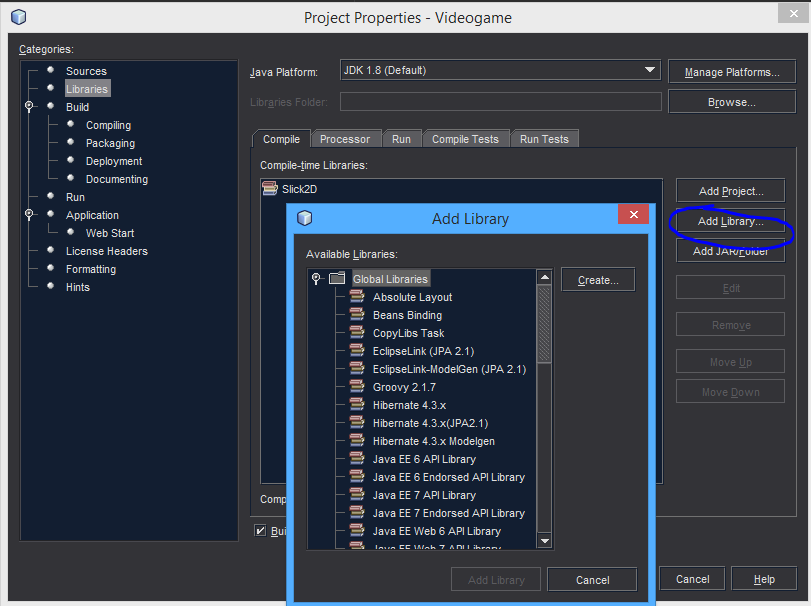 Project Properties - Videogame
Categories:
Sources
Libraries
Build
Compiling
Packaging
Deployment
Documenting
Run
Application
Web Start
License Headers
Formatting
Hints
Java Platform:
JDK 1.8 (Default)
Manage Platforms...
Libraries Folder:
Browse...
Compile
Processor
Run
Compile Tests
Run Tests
Compile-time Libraries:
Slick2D
Add Project...
Add Library...
Add JAR/Folder
Edit
Remove
Move Up
Move Down
Comp
Bui
Add Library
Available Libraries:
Global Libraries
Absolute Layout
Beans Binding
CopyLibs Task
EclipseLink (JPA 2.1)
EclipseLink-ModelGen (JPA 2.1)
Groovy 2.1.7
Hibernate 4.3.x
Hibernate 4.3.x(JPA2.1)
Hibernate 4.3.x Modelgen
Java EE 6 API Library
Java EE 6 Endorsed API Library
Java EE 7 API Library
Java EE 7 Endorsed API Library
Java EE Web 6 API Library
Java EE Web 7 API Library
Create...
Add Library
Cancel
Cancel
Help